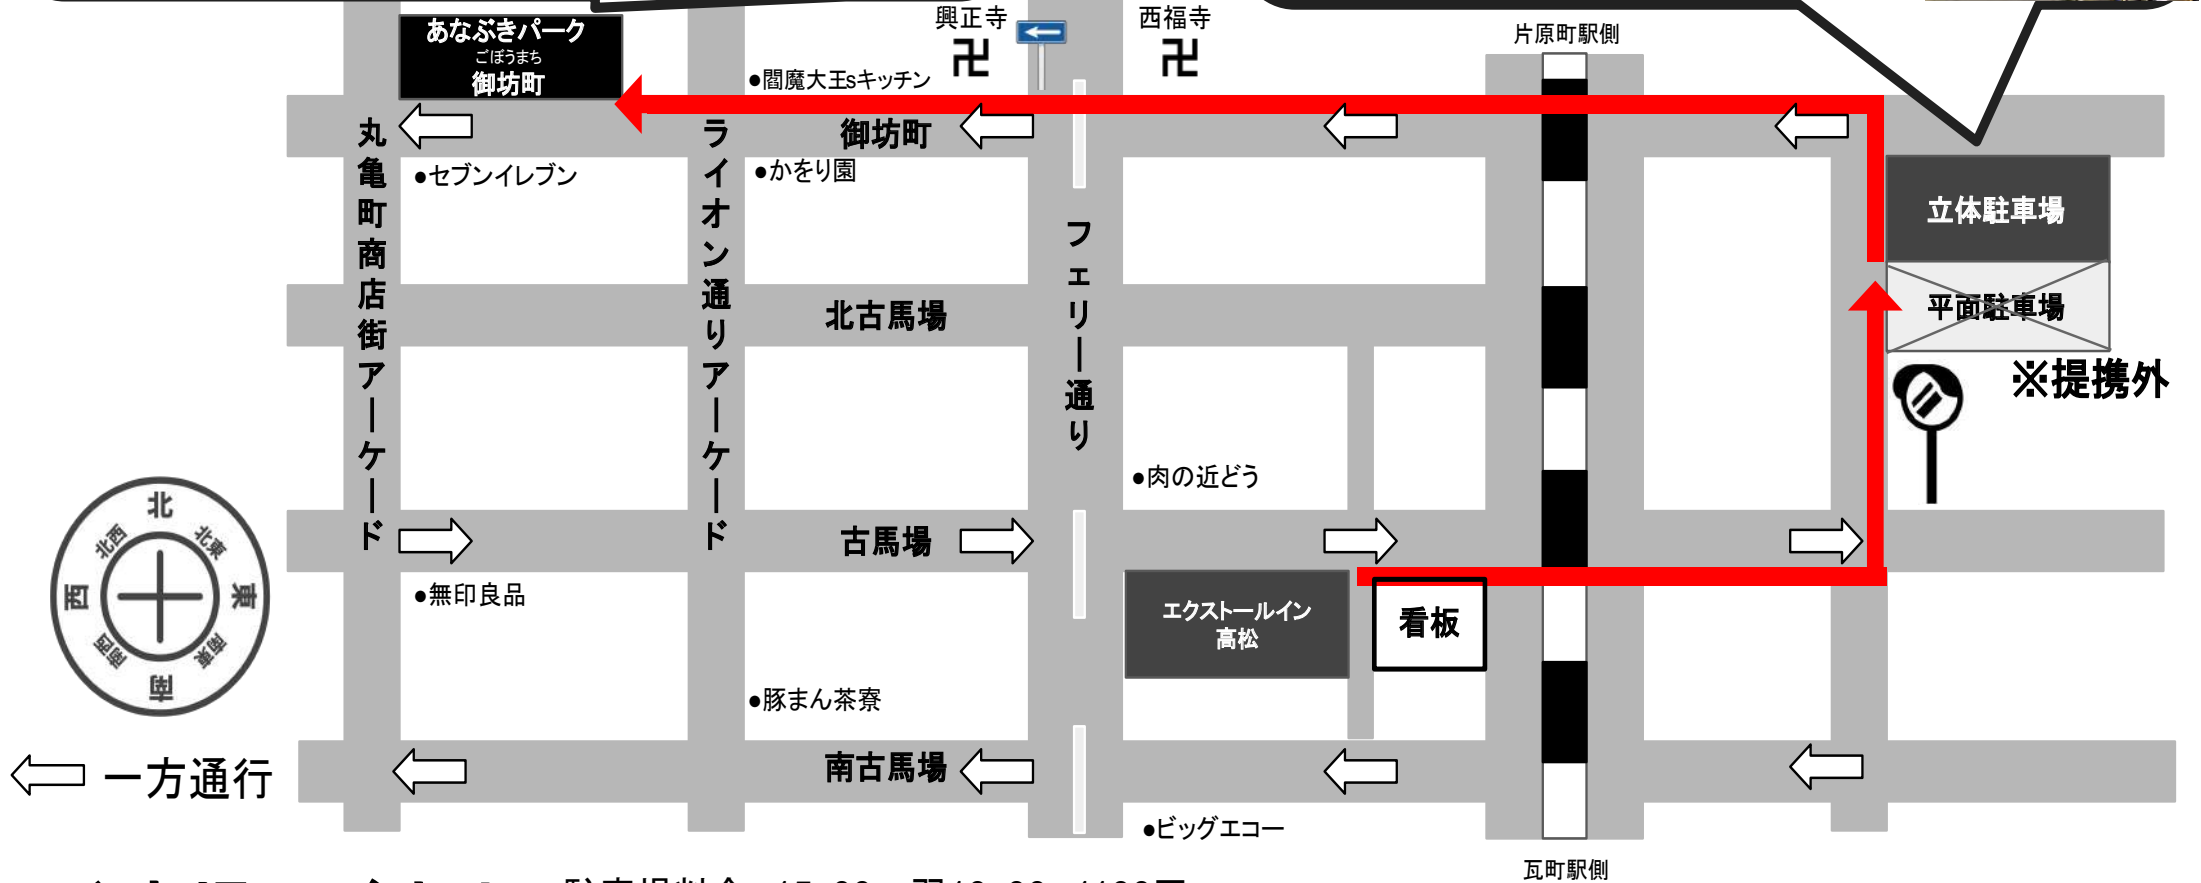 興正寺
西福寺
片原町駅側
あなぶきパーク
ごぼうまち
御坊町
卍
卍
●閻魔大王sキッチン
御坊町
●セブンイレブン
●かをり園
丸亀町商店街アーケード
ライオン通りアーケード
フェリー通り
立体駐車場
平面駐車場
※提携外
北古馬場
●肉の近どう
古馬場
北
北東
東
南東
南
南西
西
北西
●無印良品
エクストールイン
高松
看板
●豚まん茶寮
一方通行
南古馬場
●ビッグエコー
瓦町駅側